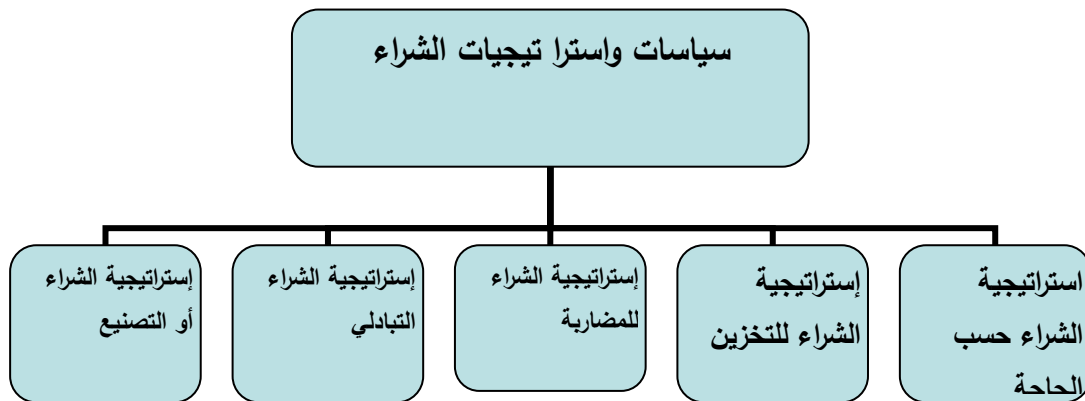 سياسات واسترا تيجيات الشراء
استراتيجية
الشراء حسب
الحاجة
إستراتيجية
الشراء للتخزين
إستراتيجية الشراء
للمضاربة
إستراتيجية الشراء
التبادلي
إستراتيجية الشراء
أو التصنيع